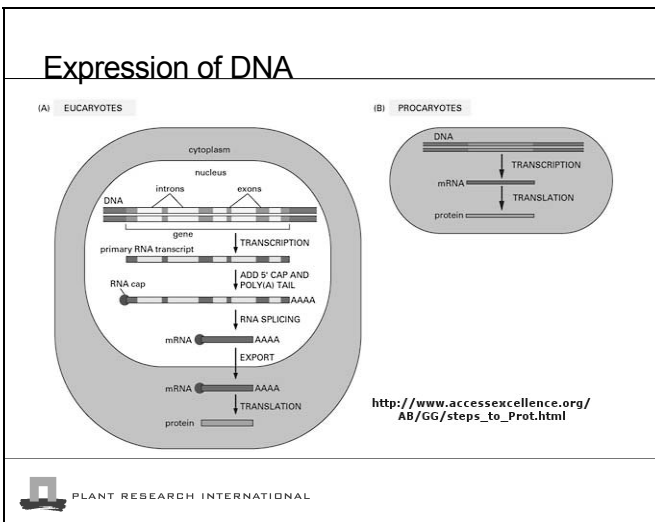 Expression of DNA
(A) EUCARYOTES
cytoplasm
nucleus
introns exons
DNA
gene
TRANSCRIPTION
primary RNA transcript
ADD 5' CAP AND
POLY(A) TAIL
RNA cap
AAAA
RNA SPLICING
mRNA AAAA
EXPORT
mRNA AAAA
TRANSLATION
protein
(B) PROCARYOTES
DNA
TRANSCRIPTION
mRNA
TRANSLATION
protein
http://www.accessexcellence.org/
AB/GG/steps_to_Prot.html
PLANT RESEARCH INTERNATIONAL